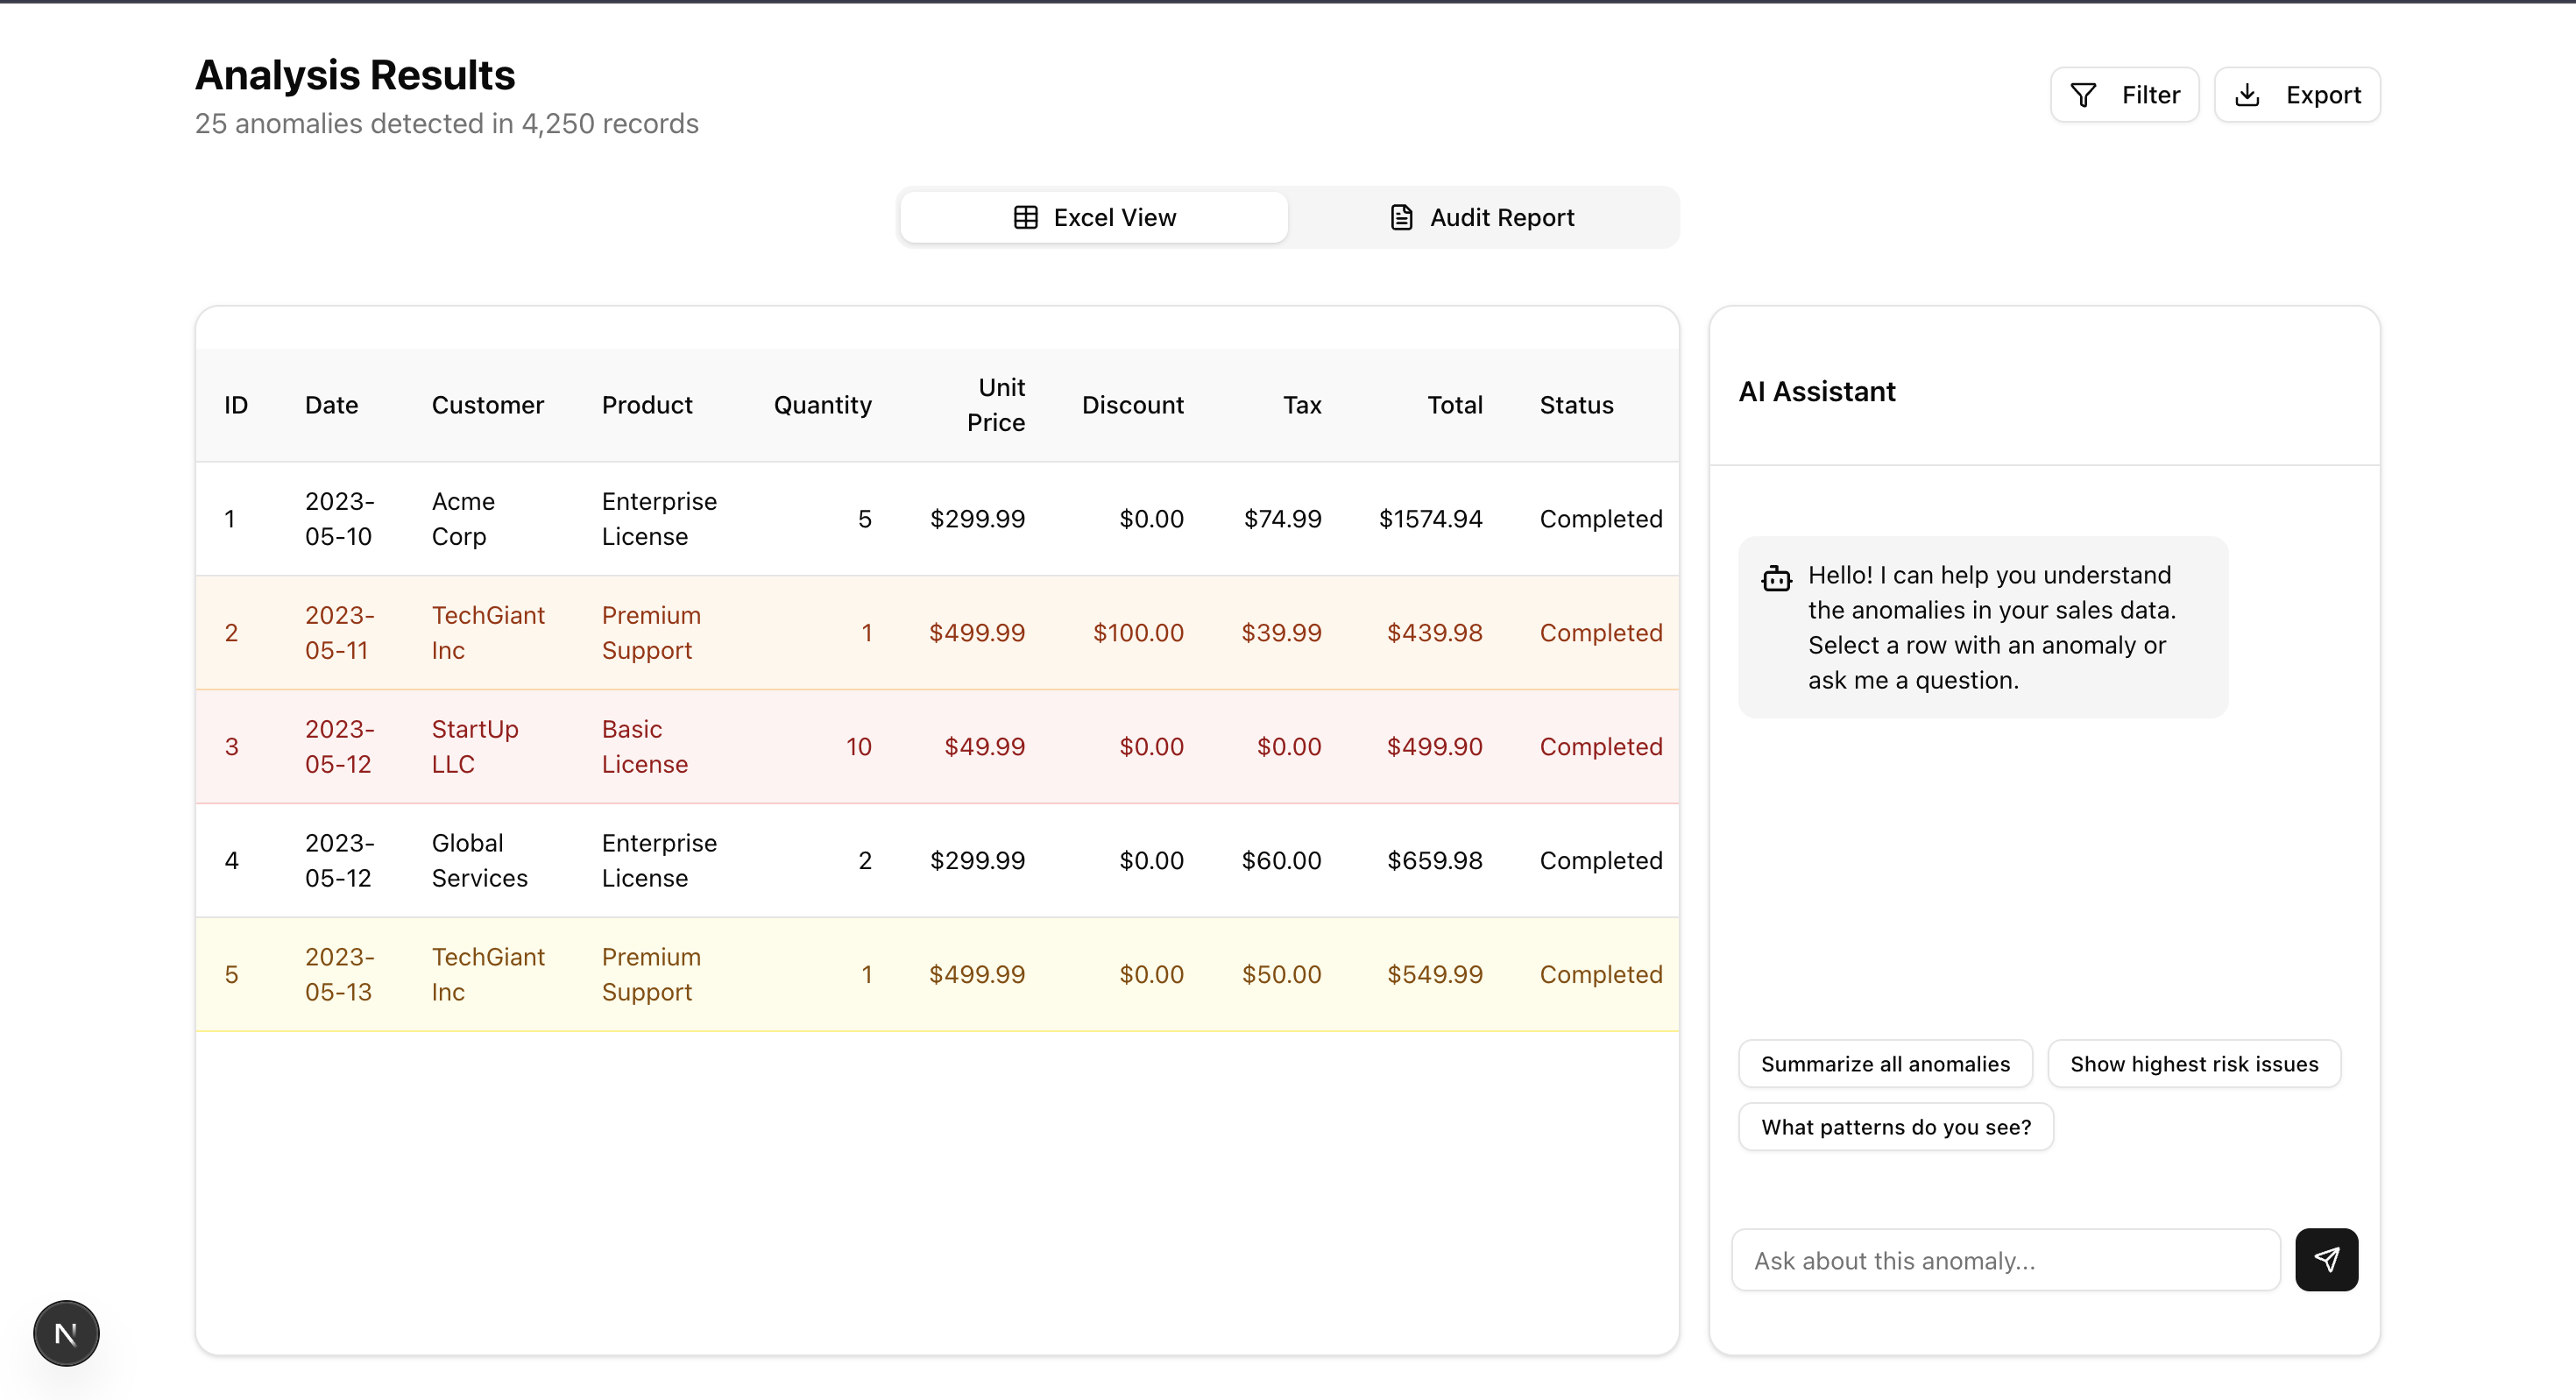 Analysis Results
25 anomalies detected in 4,250 records
Filter
Export
Excel View
Audit Report
ID Date Customer Product Quantity Unit Price Discount Tax Total Status
1 2023-05-10 Acme Corp Enterprise License 5 $299.99 $0.00 $74.99 $1574.94 Completed
2 2023-05-11 TechGiant Inc Premium Support 1 $499.99 $100.00 $39.99 $439.98 Completed
3 2023-05-12 StartUp LLC Basic License 10 $49.99 $0.00 $0.00 $499.90 Completed
4 2023-05-12 Global Services Enterprise License 2 $299.99 $0.00 $60.00 $659.98 Completed
5 2023-05-13 TechGiant Inc Premium Support 1 $499.99 $0.00 $50.00 $549.99 Completed
AI Assistant
Hello! I can help you understand
the anomalies in your sales data.
Select a row with an anomaly or
ask me a question.
Summarize all anomalies
Show highest risk issues
What patterns do you see?
Ask about this anomaly...
N